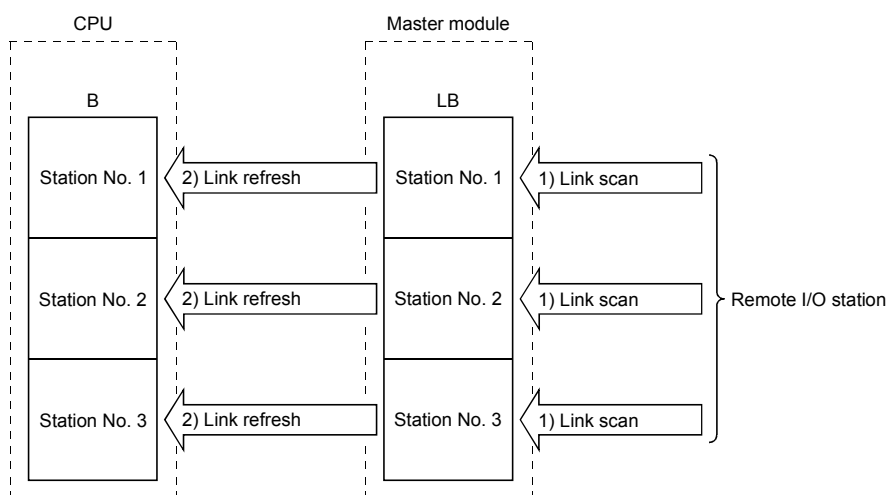 CPU
Master module
B
LB
Station No. 1
2) Link refresh
Station No. 1
1) Link scan
Station No. 2
2) Link refresh
Station No. 2
1) Link scan
Remote I/O station
Station No. 3
2) Link refresh
Station No. 3
1) Link scan